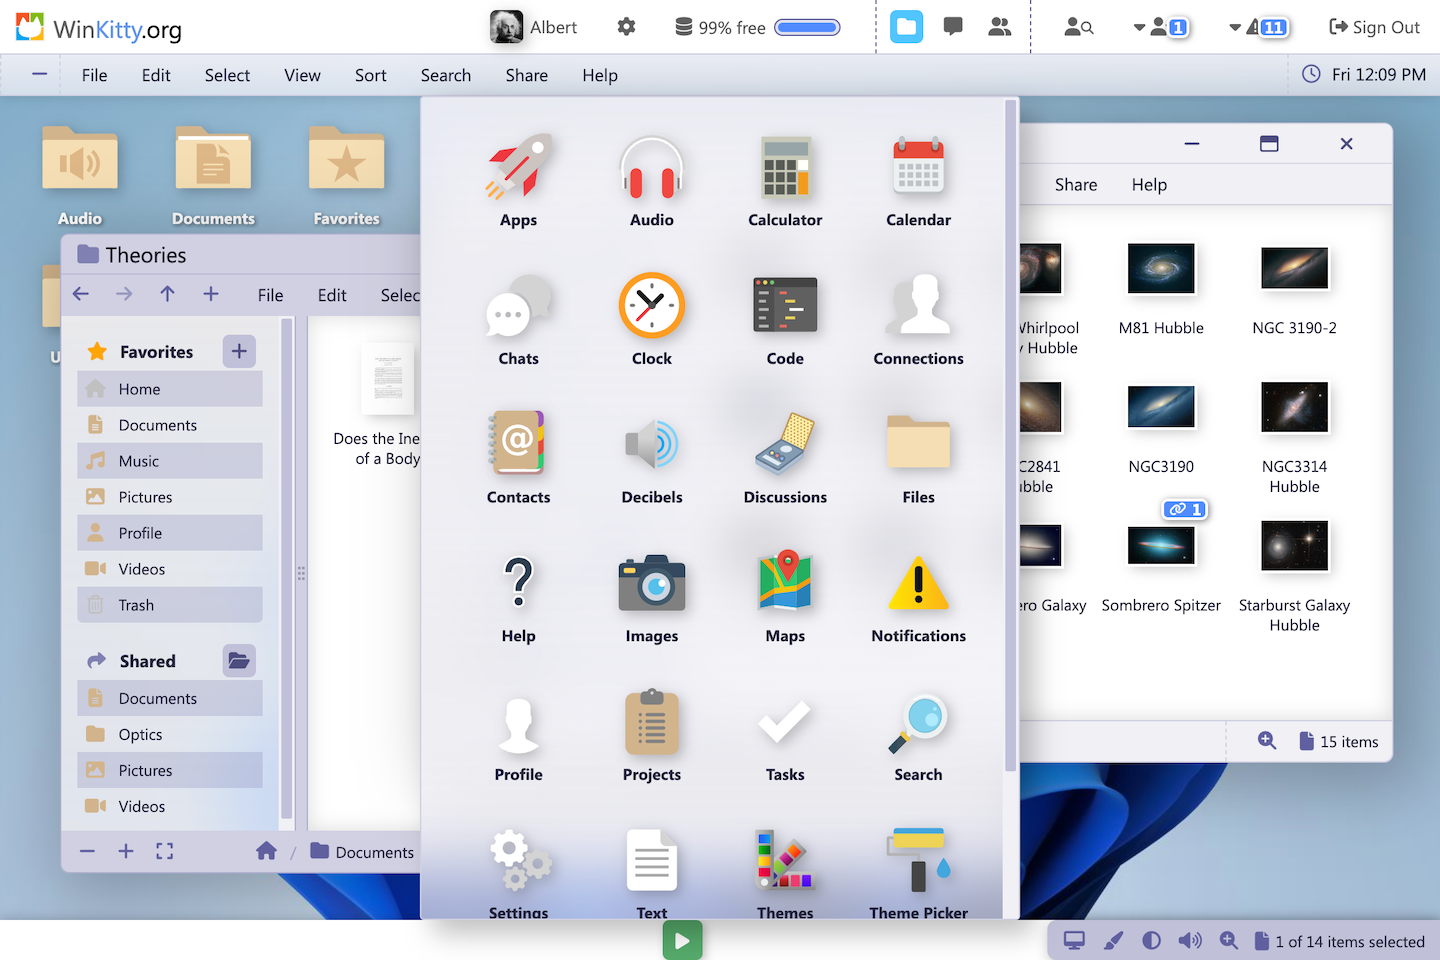 WinKitty.org
Albert
99% free
1
11
Sign Out
File Edit Select View Sort Search Share Help
Fri 12:09 PM
Audio Documents Favorites
Theories
File Edit Selec
Favorites
Home
Documents
Music
Pictures
Profile
Videos
Trash
Shared
Documents
Optics
Pictures
Videos
Does the Ine
of a Body
Documents
Apps Audio Calculator Calendar
Chats Clock Code Connections
@
Contacts Decibels Discussions Files
Help Images Maps Notifications
Profile Projects Tasks Search
Settings Text Themes Theme Picker
Share Help
Whirlpool
y Hubble
M81 Hubble
NGC 3190-2
C2841
ubble
NGC3190
NGC3314
Hubble
1
ero Galaxy
Sombrero Spitzer
Starburst Galaxy
Hubble
15 items
1 of 14 items selected